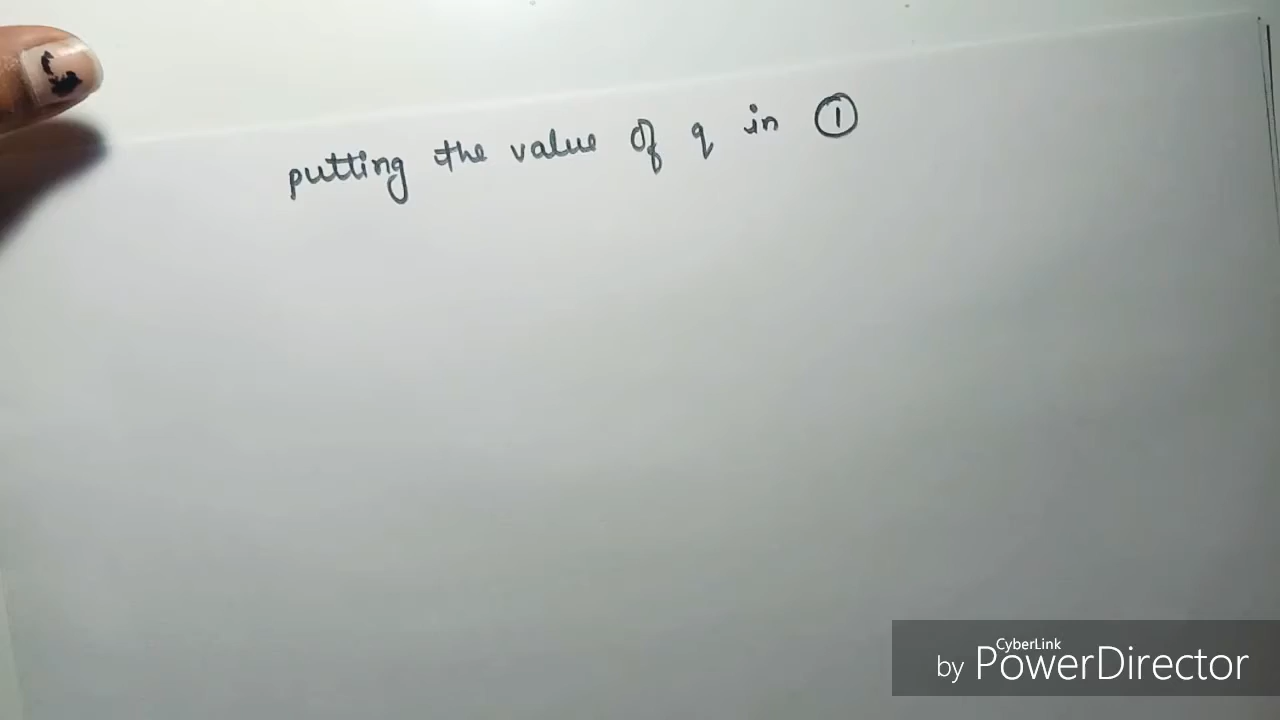 putting the value of q in ①
CyberLink
by PowerDirector